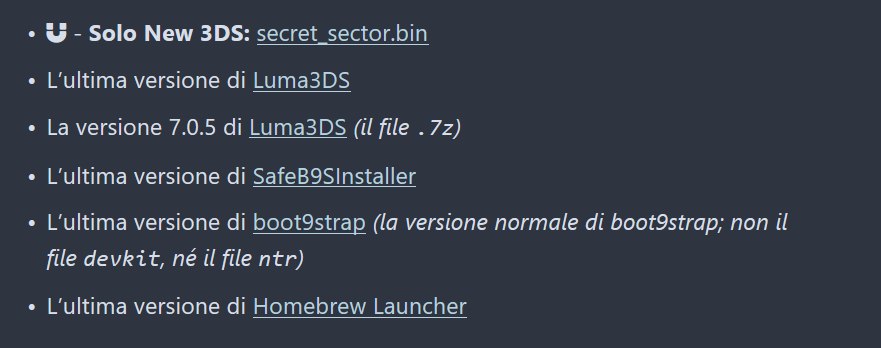 - Solo New 3DS: secret_sector.bin
L’ultima versione di Luma3DS
La versione 7.0.5 di Luma3DS (il file .7z)
L’ultima versione di SafeB9SInstaller
L’ultima versione di boot9strap (la versione normale di boot9strap; non il
file devkit, né il file ntr)
L’ultima versione di Homebrew Launcher